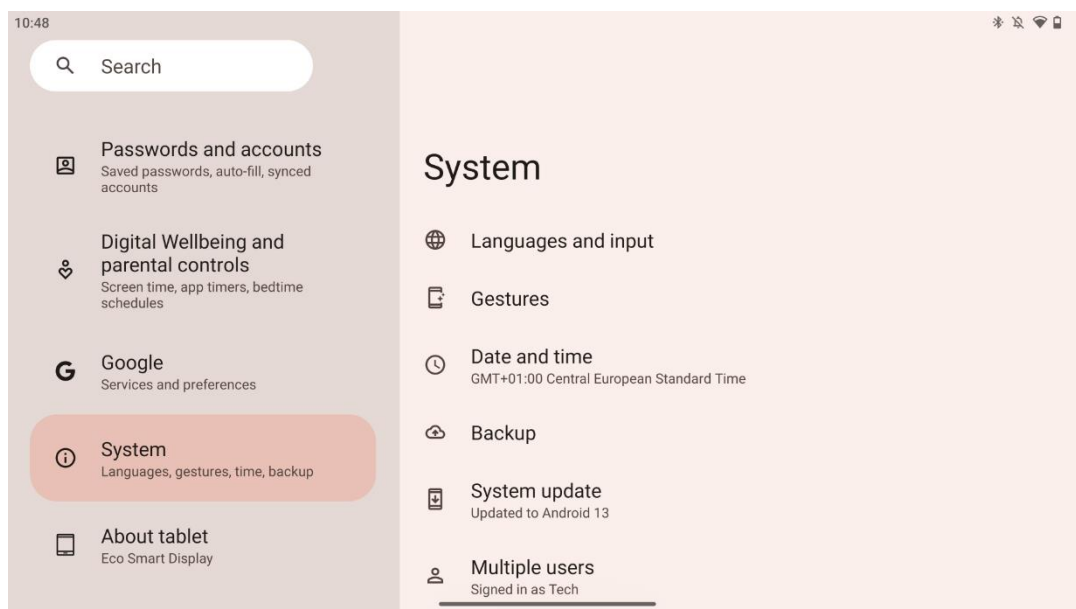 10:48
Search
Passwords and accounts
Saved passwords, auto-fill, synced
accounts
Digital Wellbeing and
parental controls
Screen time, app timers, bedtime
schedules
Google
Services and preferences
System
Languages, gestures, time, backup
About tablet
Eco Smart Display
System
Languages and input
Gestures
Date and time
GMT+01:00 Central European Standard Time
Backup
System update
Updated to Android 13
Multiple users
Signed in as Tech